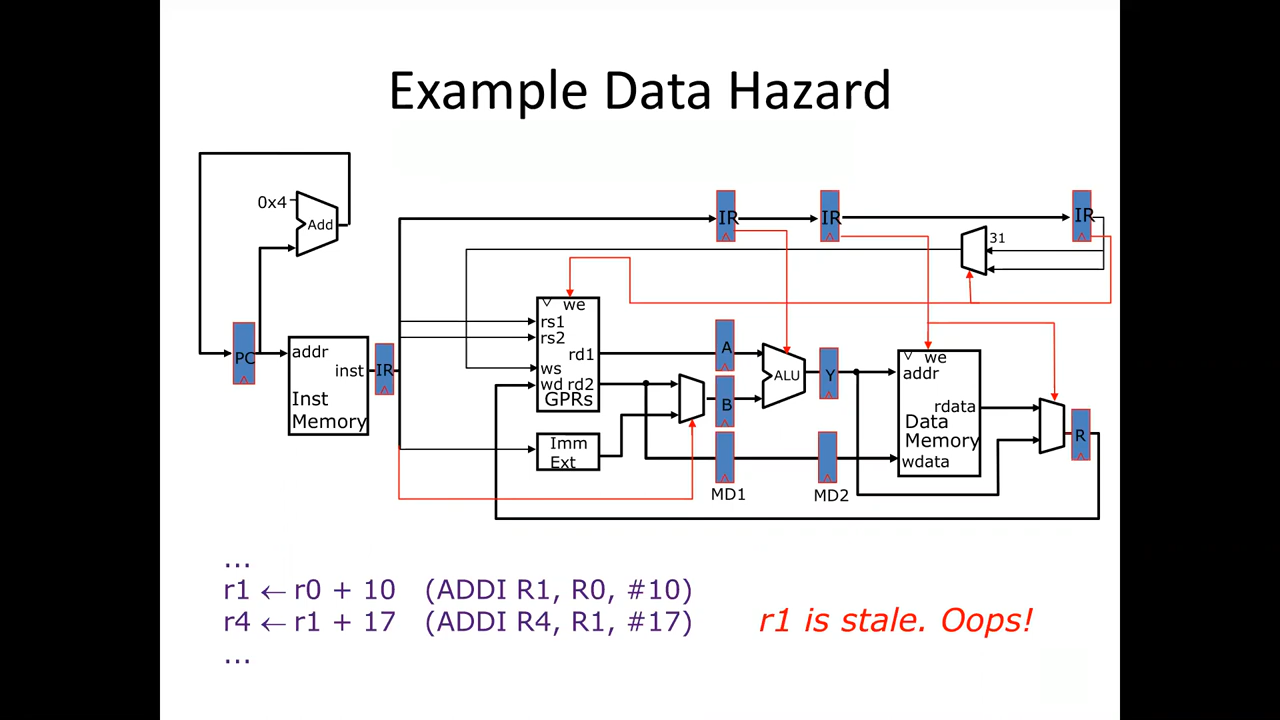 Example Data Hazard
0x4
Add
IR
IR
IR
31
we
rs1
rs2
rd1
ws
wd rd2
GPRs
PC
addr
inst
Inst
Memory
IR
A
B
ALU
Y
we
addr
rdata
Data
Memory
wdata
R
Imm
Ext
MD1
MD2
...
r1 ← r0 + 10 (ADDI R1, R0, #10)
r4 ← r1 + 17 (ADDI R4, R1, #17)
r1 is stale. Oops!
...